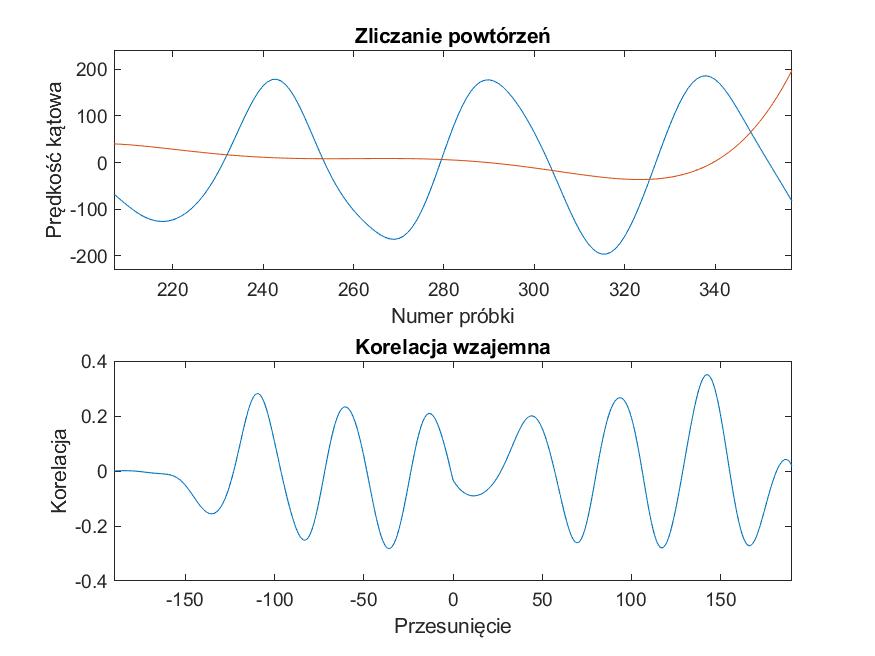 Zliczanie powtórzeń
200
100
0
-100
-200
Prędkość kątowa
220 240 260 280 300 320 340
Numer próbki
Korelacja wzajemna
0.4
0.2
0
-0.2
-0.4
Korelacja
-150 -100 -50 0 50 100 150
Przesunięcie